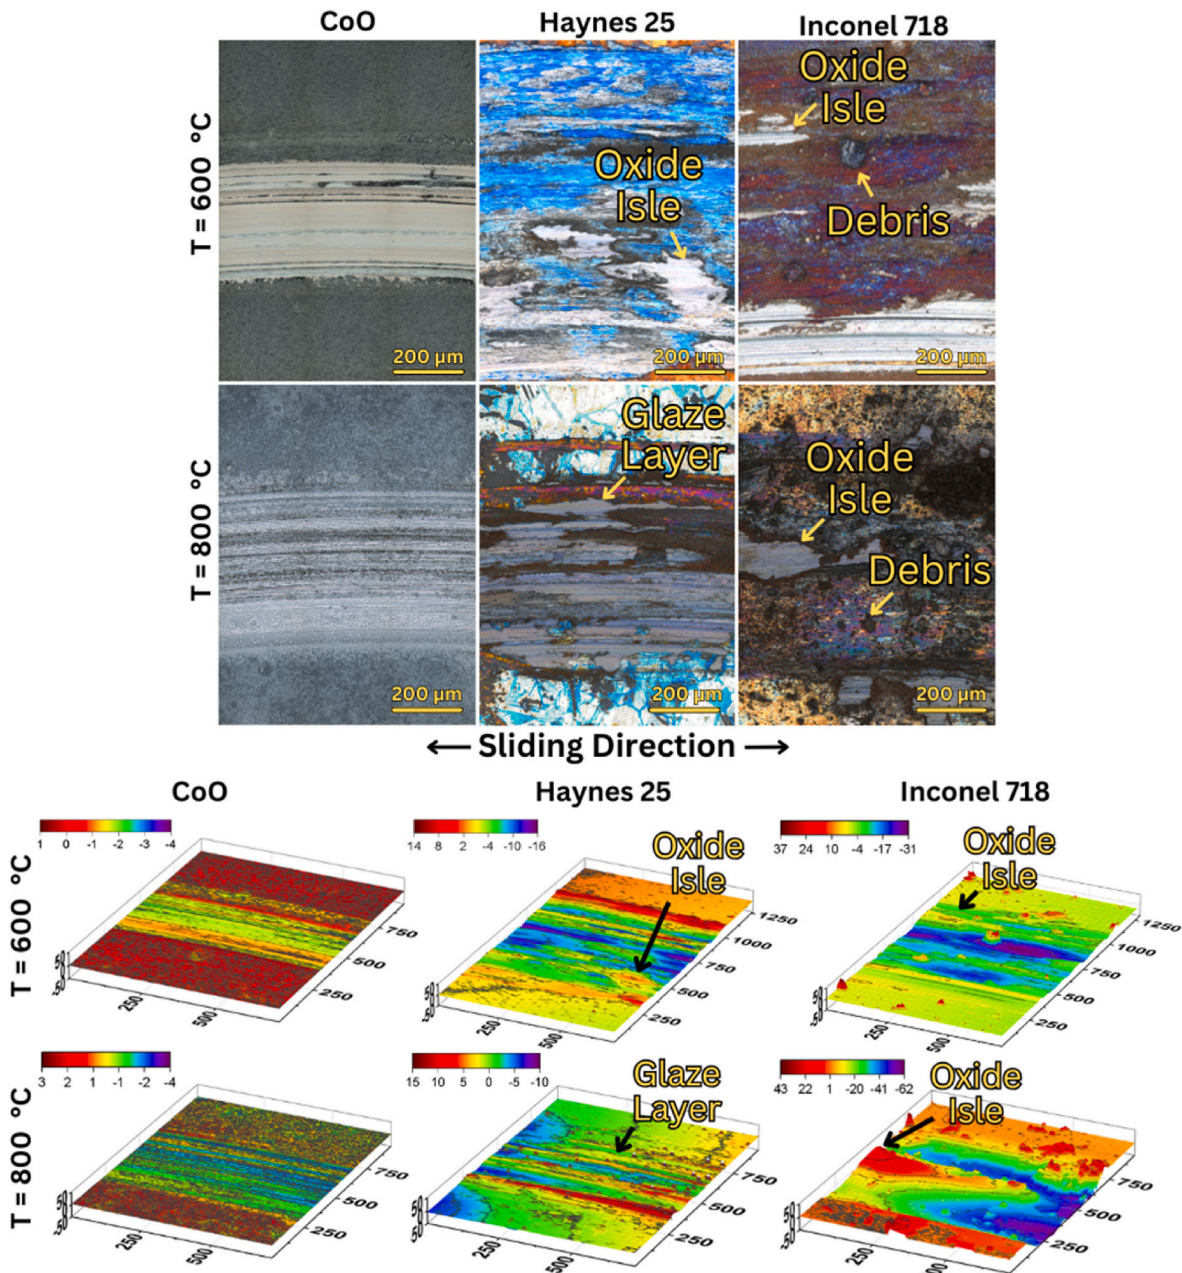 CoO Haynes 25 Inconel 718
T = 600 °C
Oxide
Isle
Oxide
Isle
Debris
200 µm 200 µm 200 µm
T = 800 °C
Glaze
Layer
Oxide
Isle
Debris
200 µm 200 µm 200 µm
← Sliding Direction →
CoO Haynes 25 Inconel 718
T = 600 °C
1 0 -1 -2 -3 -4
14 8 2 -4 -10 -16
37 24 10 -4 -17 -31
Oxide
Isle
Oxide
Isle
750
500
250
250 500
1250
1000
750
500
250
250 500
1250
1000
750
500
250
250 500
T = 800 °C
3 2 1 -1 -2 -4
15 10 5 0 -5 -10
43 22 1 -20 -41 -62
Glaze
Layer
Oxide
Isle
750
500
250
250 500
750
500
250
250 500
750
500
250
250